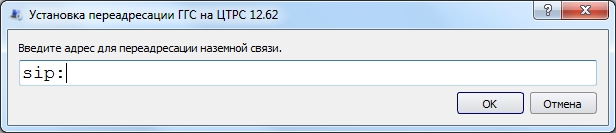 Установка переадресации ГГС на ЦТРС 12.62
Введите адрес для переадресации наземной связи.
sip:
OK
Отмена